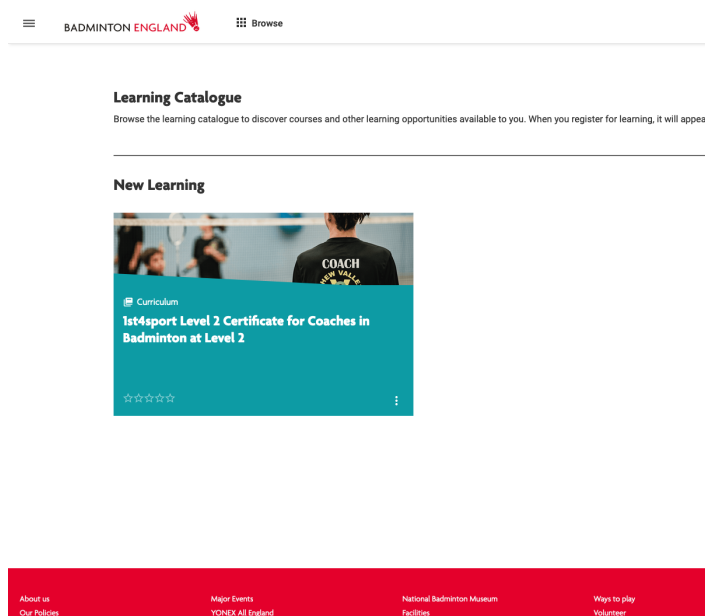 BADMINTON ENGLAND
Browse
Learning Catalogue
Browse the learning catalogue to discover courses and other learning opportunities available to you. When you register for learning, it will appea
New Learning
COACH
HEW VALLE
Curriculum
1st4sport Level 2 Certificate for Coaches in
Badminton at Level 2
About us
Major Events
National Badminton Museum
Ways to play
Our Policies
YONEX All England
Facilities
Volunteer